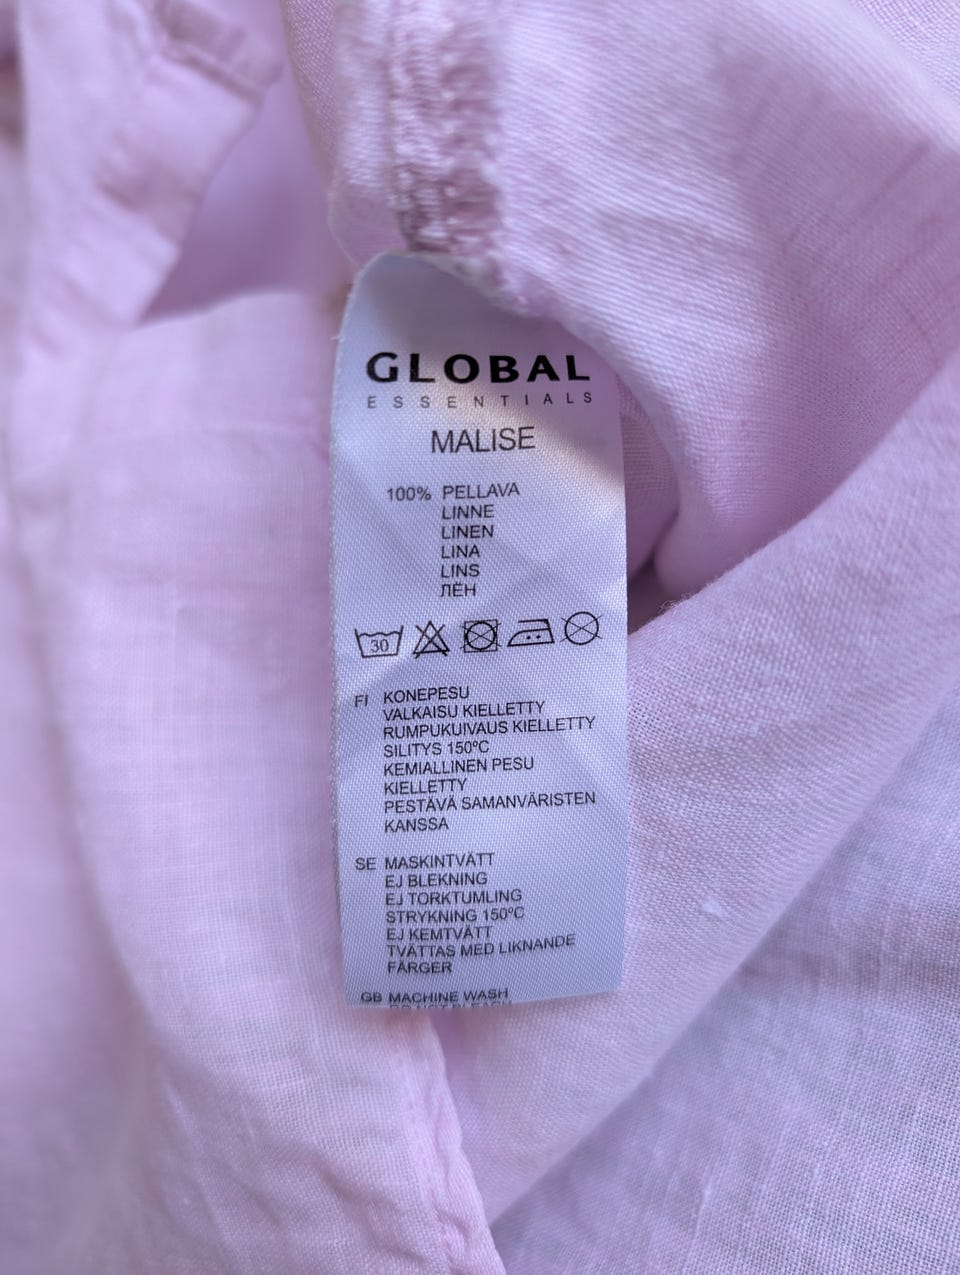 GLOBAL
ESSENTIALS
MALISE
100% PELLAVA
LINNE
LINEN
LINA
LINS
ЛЁН
30
FI KONEPESU
VALKAISU KIELLETTY
RUMPUKUIVAUS KIELLETTY
SILITYS 150ºC
KEMIALLINEN PESU
KIELLETTY
PESTÄVÄ SAMANVÄRISTEN
KANSSA
SE MASKINTVÄTT
EJ BLEKNING
EJ TORKTUMLING
STRYKNING 150ºC
EJ KEMTVÄTT
TVÄTTAS MED LIKNANDE
FÄRGER
GB MACHINE WASH